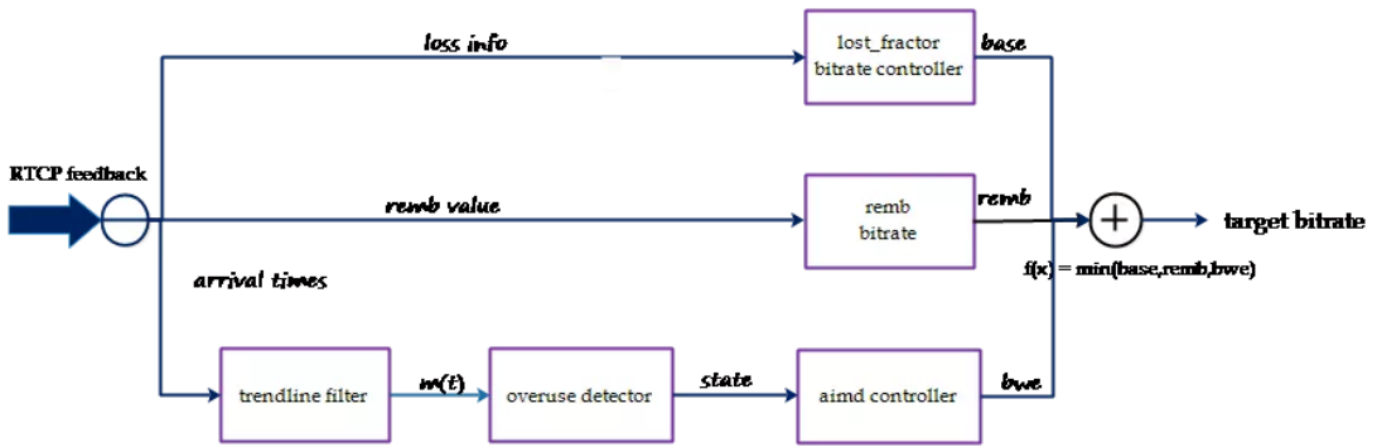 loss info
lost_fractor
bitrate controller
base
RTCP feedback
remb value
remb
bitrate
remb
target bitrate
f(x) = min(base,remb,bwe)
arrival times
trendline filter
m(t)
overuse detector
state
aimd controller
bwe